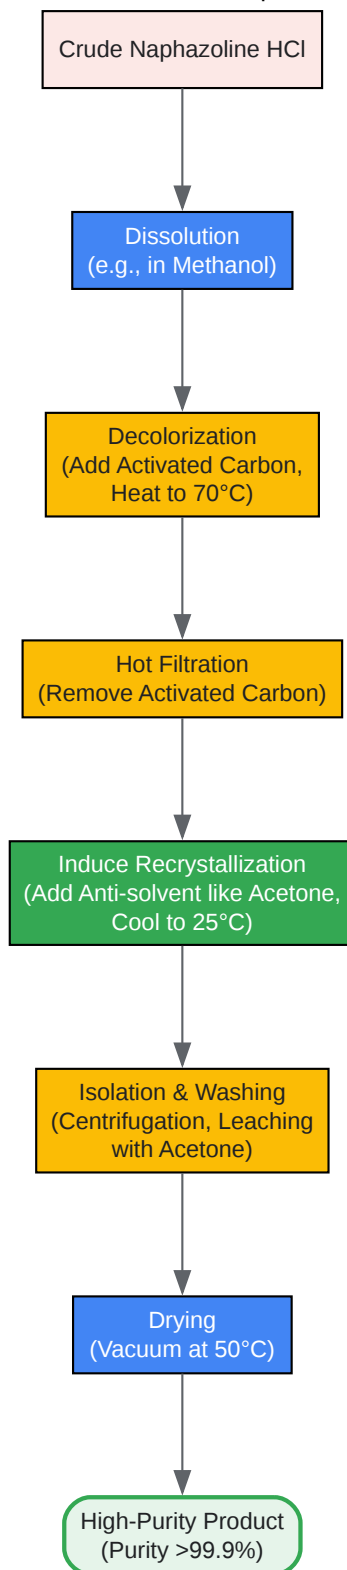 Crude Naphazoline HCl
Dissolution
(e.g., in Methanol)
Decolorization
(Add Activated Carbon,
Heat to 70°C)
Hot Filtration
(Remove Activated Carbon)
Induce Recrystallization
(Add Anti-solvent like Acetone,
Cool to 25°C)
Isolation & Washing
(Centrifugation, Leaching
with Acetone)
Drying
(Vacuum at 50°C)
High-Purity Product
(Purity >99.9%)